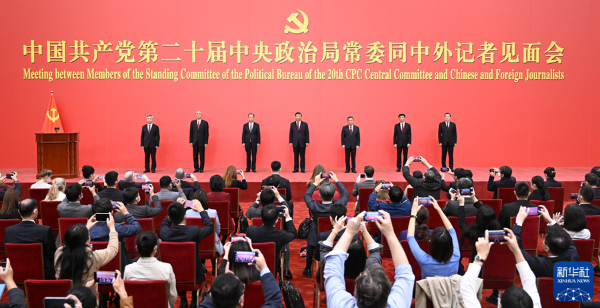 中国共产党第二十届中央政治局常委同中外记者见面会
Meeting between Members of the Standing Committee of the Political Bureau of the 20th CPC Central Committee and Chinese and Foreign Journalists
新华社
XINHUA